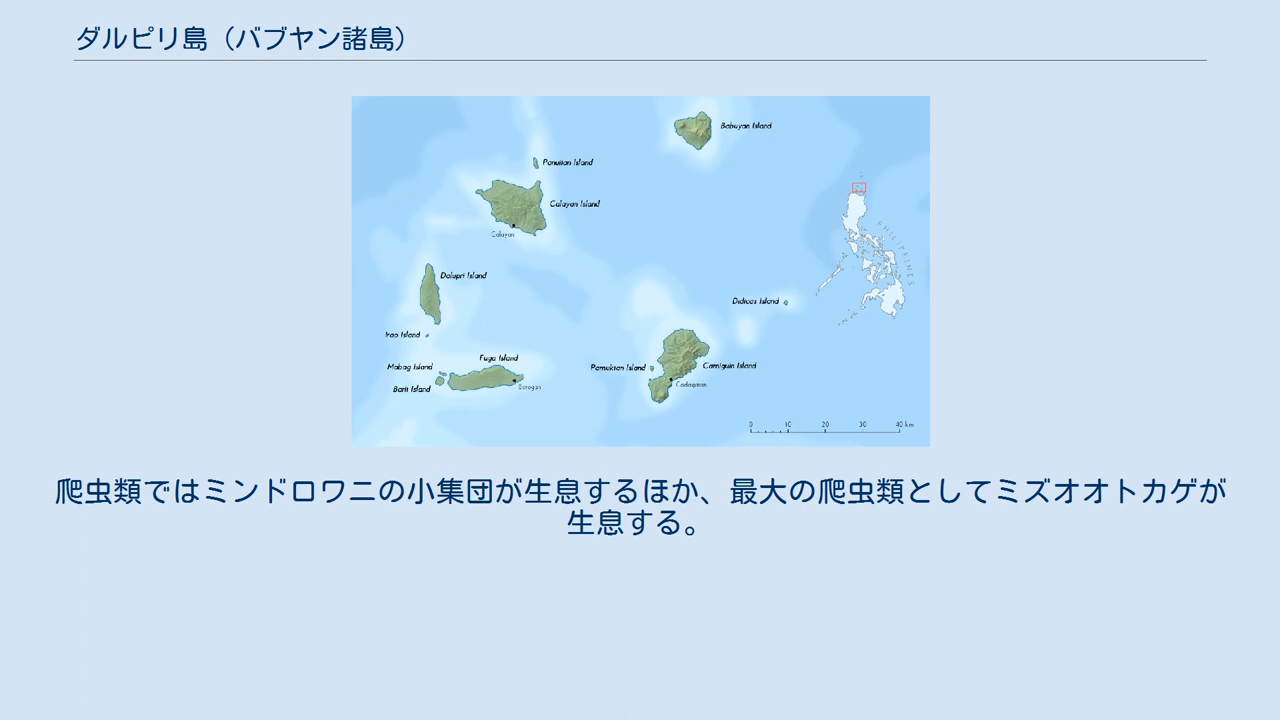 ダルピリ島（バブヤン諸島）
Babuyan Island
Panuitan Island
Calayan Island
Calayan
Dalupiri Island
Irao Island
Mabag Island
Fuga Island
Barit Island
Barogan
Didicas Island
Pamuktan Island
Camiguin Island
PHILIPPINES
0 10 20 30 40 km
爬虫類ではミンドロワニの小集団が生息するほか、最大の爬虫類としてミズオオトカゲが
生息する。